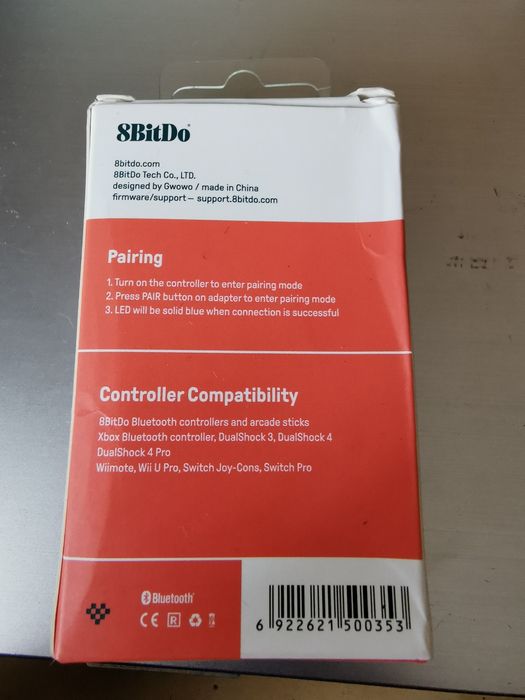 8BitDo
8bitdo.com
8BitDo Tech Co., LTD.
designed by Gwowo / made in China
firmware/support — support.8bitdo.com
Pairing
1. Turn on the controller to enter pairing mode
2. Press PAIR button on adapter to enter pairing mode
3. LED will be solid blue when connection is successful
Controller Compatibility
8BitDo Bluetooth controllers and arcade sticks
Xbox Bluetooth controller, DualShock 3, DualShock 4
DualShock 4 Pro
Wiimote, Wii U Pro, Switch Joy-Cons, Switch Pro
Bluetooth
CE R
6 922621 500353